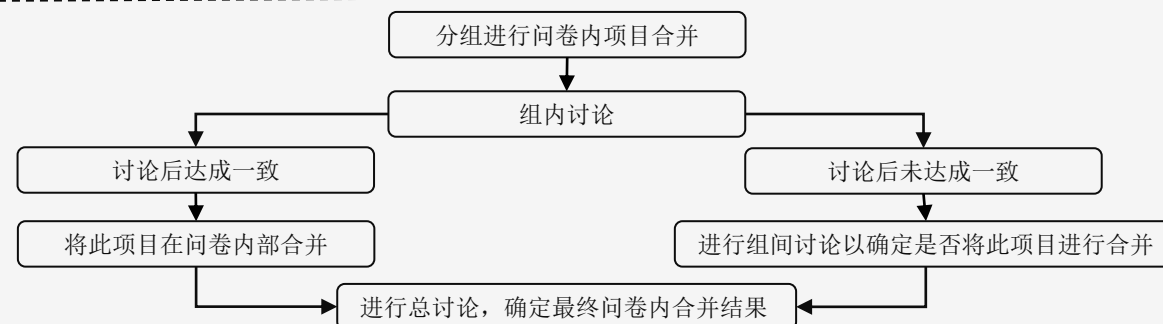 分组进行问卷内项目合并
组内讨论
讨论后达成一致
讨论后未达成一致
将此项目在问卷内部合并
进行组间讨论以确定是否将此项目进行合并
进行总讨论，确定最终问卷内合并结果